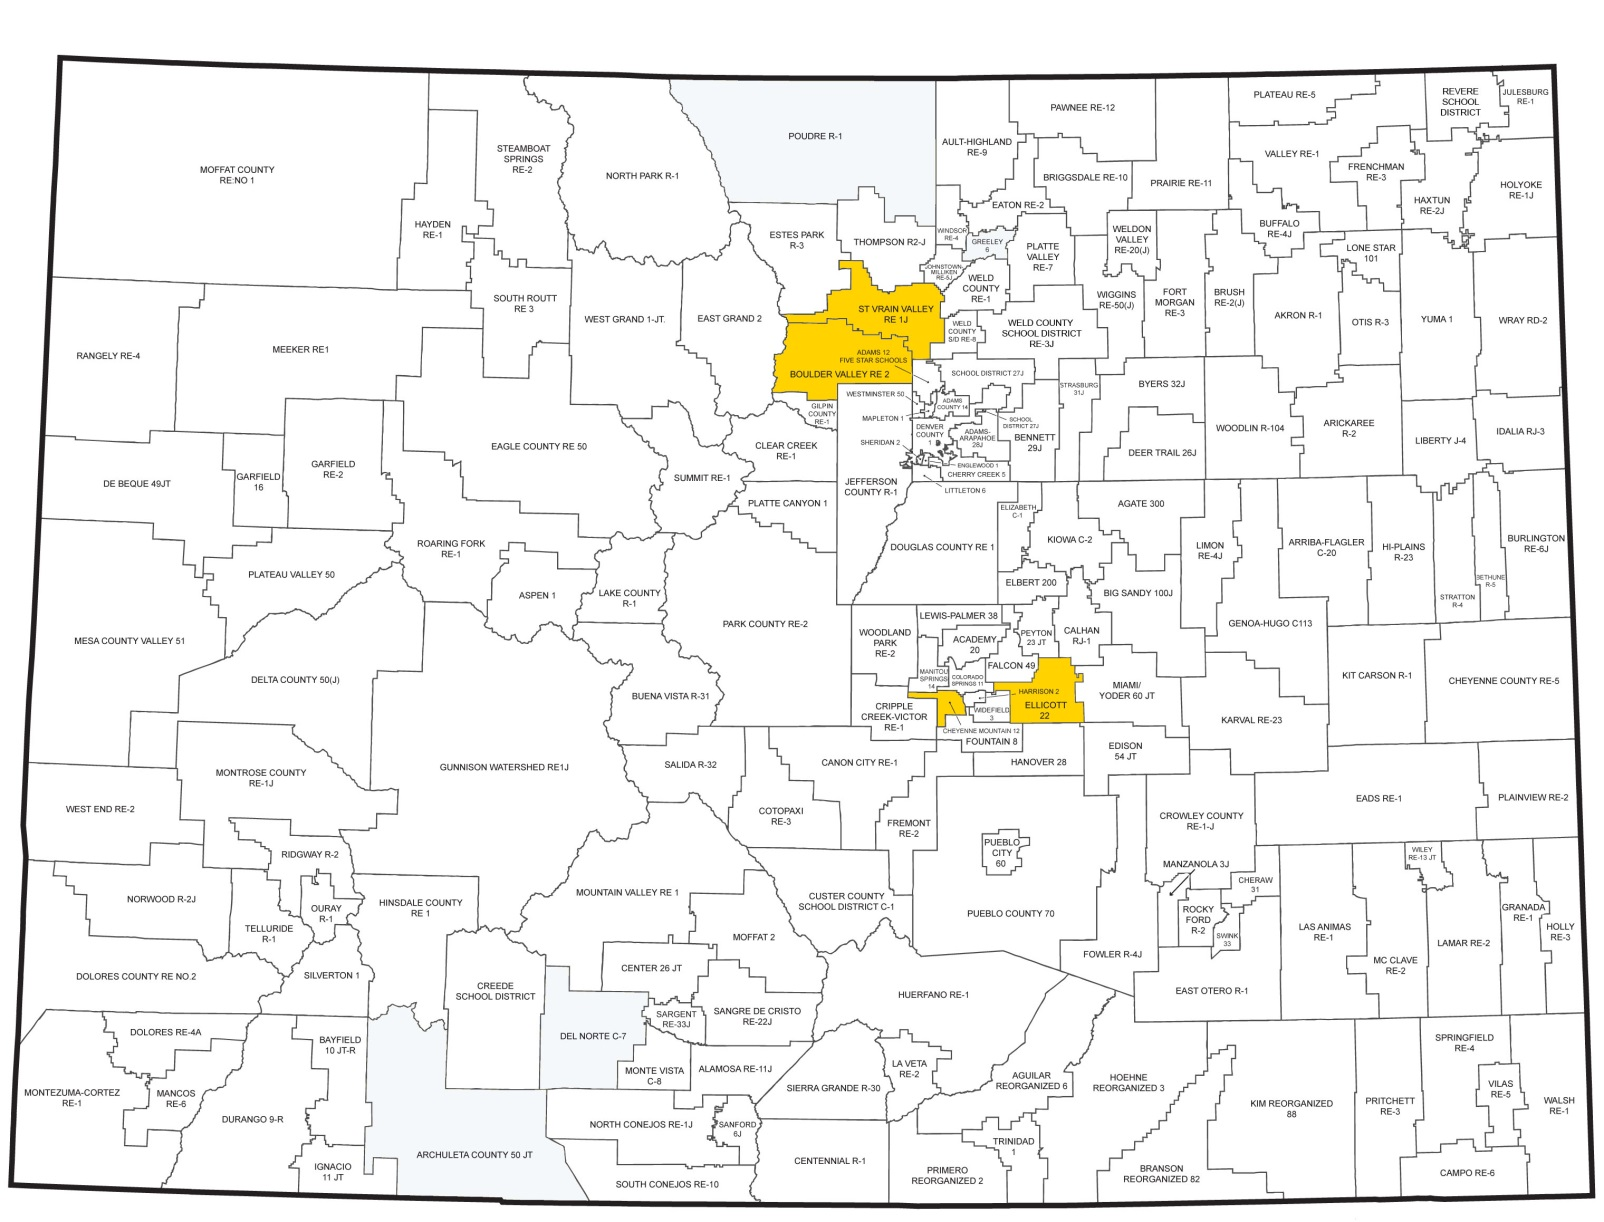 PLATEAU RE-5
REVERE
SCHOOL
DISTRICT
JULESBURG
RE-1
PAWNEE RE-12
POUDRE R-1
AULT-HIGHLAND
RE-9
STEAMBOAT
SPRINGS
RE-2
MOFFAT COUNTY
RE:NO 1
NORTH PARK R-1
BRIGGSDALE RE-10
PRAIRIE RE-11
VALLEY RE-1
FRENCHMAN
RE-3
HOLYOKE
RE-1J
HAXTUN
RE-2J
EATON RE-2
HAYDEN
RE-1
BUFFALO
RE-4J
ESTES PARK
R-3
THOMPSON R2-J
WINDSOR
RE-4
GREELEY
6
PLATTE
VALLEY
RE-7
WELDON
VALLEY
RE-20(J)
LONE STAR
101
JOHNSTOWN-
MILLIKEN
RE-5J
WELD
COUNTY
RE-1
SOUTH ROUTT
RE 3
WEST GRAND 1-JT.
EAST GRAND 2
ST VRAIN VALLEY
RE 1J
WIGGINS
RE-50(J)
FORT
MORGAN
RE-3
BRUSH
RE-2(J)
AKRON R-1
OTIS R-3
YUMA 1
WRAY RD-2
WELD
COUNTY
S/D RE-8
WELD COUNTY
SCHOOL DISTRICT
RE-3J
RANGELY RE-4
MEEKER RE1
ADAMS 12
FIVE STAR SCHOOLS
BOULDER VALLEY RE 2
SCHOOL DISTRICT 27J
STRASBURG
31J
BYERS 32J
WESTMINSTER 50
ADAMS
COUNTY 14
GILPIN
COUNTY
RE-1
MAPLETON 1
SCHOOL
DISTRICT 27J
DENVER
COUNTY
1
ADAMS-
ARAPAHOE
28J
BENNETT
29J
WOODLIN R-104
ARICKAREE
R-2
LIBERTY J-4
IDALIA RJ-3
EAGLE COUNTY RE 50
CLEAR CREEK
RE-1
SHERIDAN 2
DEER TRAIL 26J
ENGLEWOOD 1
CHERRY CREEK 5
GARFIELD
RE-2
GARFIELD
16
DE BEQUE 49JT
SUMMIT RE-1
JEFFERSON
COUNTY R-1
LITTLETON 6
PLATTE CANYON 1
ELIZABETH
C-1
AGATE 300
ROARING FORK
RE-1
DOUGLAS COUNTY RE 1
KIOWA C-2
LIMON
RE-4J
ARRIBA-FLAGLER
C-20
HI-PLAINS
R-23
BURLINGTON
RE-6J
PLATEAU VALLEY 50
ELBERT 200
BIG SANDY 100J
BETHUNE
R-5
STRATTON
R-4
ASPEN 1
LAKE COUNTY
R-1
LEWIS-PALMER 38
PARK COUNTY RE-2
GENOA-HUGO C113
MESA COUNTY VALLEY 51
WOODLAND
PARK
RE-2
ACADEMY
20
PEYTON
23 JT
CALHAN
RJ-1
DELTA COUNTY 50(J)
MANITOU
SPRINGS
14
COLORADO
SPRINGS 11
FALCON 49
KIT CARSON R-1
CHEYENNE COUNTY RE-5
BUENA VISTA R-31
HARRISON 2
MIAMI/
YODER 60 JT
CRIPPLE
CREEK-VICTOR
RE-1
WIDEFIELD
3
ELLICOTT
22
KARVAL RE-23
CHEYENNE MOUNTAIN 12
FOUNTAIN 8
EDISON
54 JT
HANOVER 28
GUNNISON WATERSHED RE1J
SALIDA R-32
CANON CITY RE-1
MONTROSE COUNTY
RE-1J
WEST END RE-2
COTOPAXI
RE-3
FREMONT
RE-2
CROWLEY COUNTY
RE-1-J
EADS RE-1
PLAINVIEW RE-2
PUEBLO
CITY
60
RIDGWAY R-2
MANZANOLA 3J
WILEY
RE-13 JT
CHERAW
31
MOUNTAIN VALLEY RE 1
CUSTER COUNTY
SCHOOL DISTRICT C-1
PUEBLO COUNTY 70
NORWOOD R-2J
OURAY
R-1
HINSDALE COUNTY
RE 1
ROCKY
FORD
R-2
SWINK
33
LAS ANIMAS
RE-1
GRANADA
RE-1
HOLLY
RE-3
TELLURIDE
R-1
MOFFAT 2
LAMAR RE-2
FOWLER R-4J
MC CLAVE
RE-2
DOLORES COUNTY RE NO.2
SILVERTON 1
CREEDE
SCHOOL DISTRICT
CENTER 26 JT
HUERFANO RE-1
EAST OTERO R-1
SARGENT
RE-33J
SANGRE DE CRISTO
RE-22J
DOLORES RE-4A
BAYFIELD
10 JT-R
DEL NORTE C-7
SPRINGFIELD
RE-4
MONTE VISTA
C-8
ALAMOSA RE-11J
LA VETA
RE-2
SIERRA GRANDE R-30
AGUILAR
REORGANIZED 6
HOEHNE
REORGANIZED 3
MONTEZUMA-CORTEZ
RE-1
MANCOS
RE-6
DURANGO 9-R
VILAS
RE-5
KIM REORGANIZED
88
PRITCHETT
RE-3
WALSH
RE-1
NORTH CONEJOS RE-1J
SANFORD
6J
TRINIDAD
1
ARCHULETA COUNTY 50 JT
CENTENNIAL R-1
IGNACIO
11 JT
PRIMERO
REORGANIZED 2
BRANSON
REORGANIZED 82
CAMPO RE-6
SOUTH CONEJOS RE-10